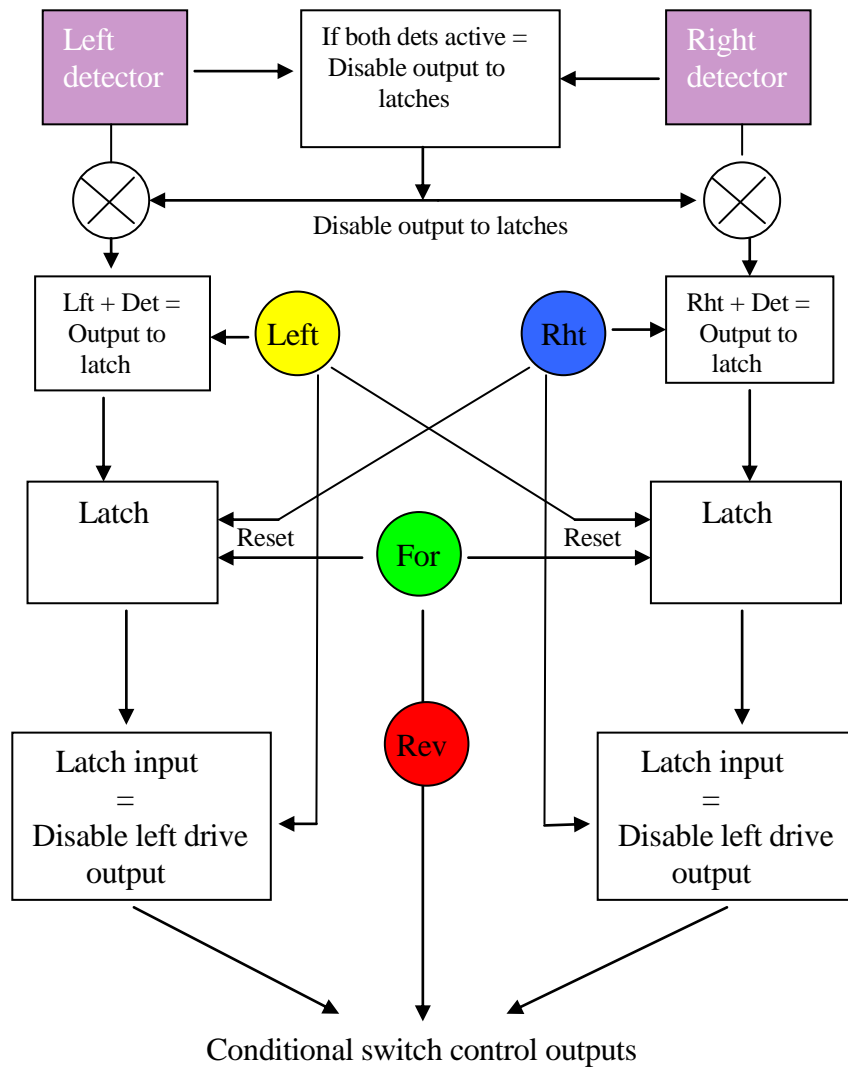 Left
detector
If both dets active =
Disable output to
latches
Right
detector
Disable output to latches
Lft + Det =
Output to
latch
Left
Rht
Rht + Det =
Output to
latch
Latch
Reset
For
Reset
Latch
Latch input
=
Disable left drive
output
Rev
Latch input
=
Disable left drive
output
Conditional switch control outputs